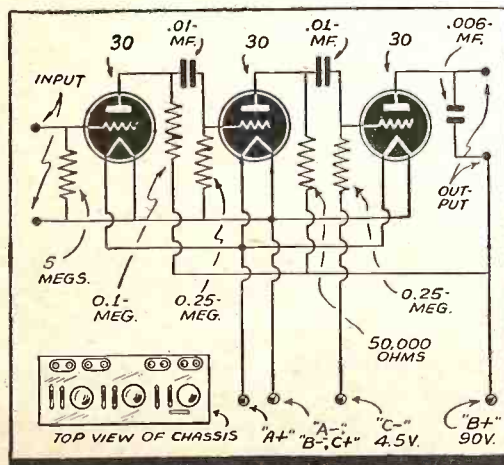 30
.01-
MF.
30
.01-
MF.
30
.006-
MF.
INPUT
OUT-
PUT
5
MEGS.
0.1-
MEG.
0.25-
MEG.
50,000
OHMS
0.25-
MEG.
TOP VIEW OF CHASSIS
"A+"
"A-",
"B-","C+"
"C-"
4.5V.
"B+"
90V.